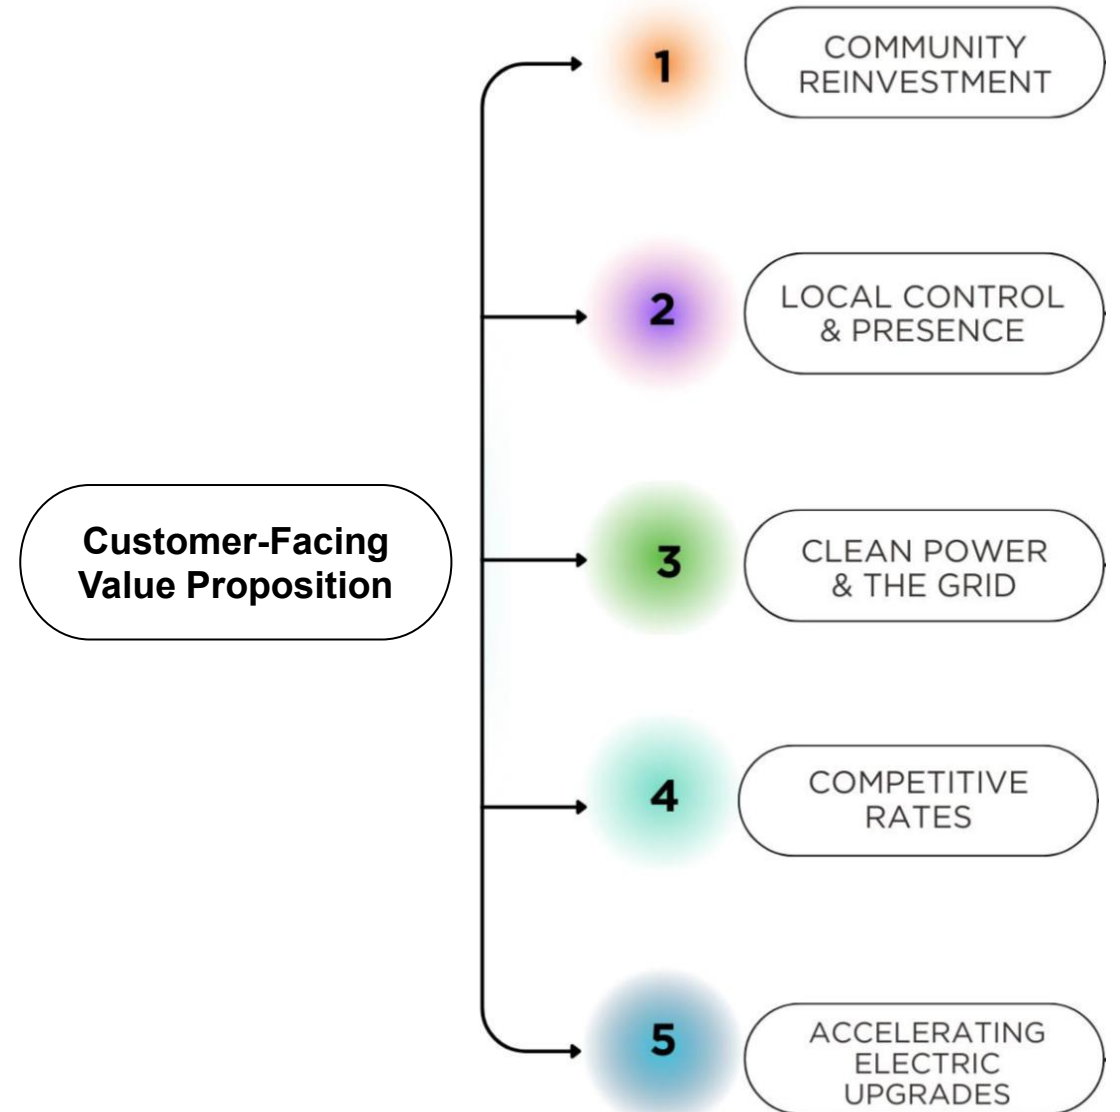 1
COMMUNITY
REINVESTMENT
2
LOCAL CONTROL
& PRESENCE
Customer-Facing
Value Proposition
3
CLEAN POWER
& THE GRID
4
COMPETITIVE
RATES
5
ACCELERATING
ELECTRIC
UPGRADES